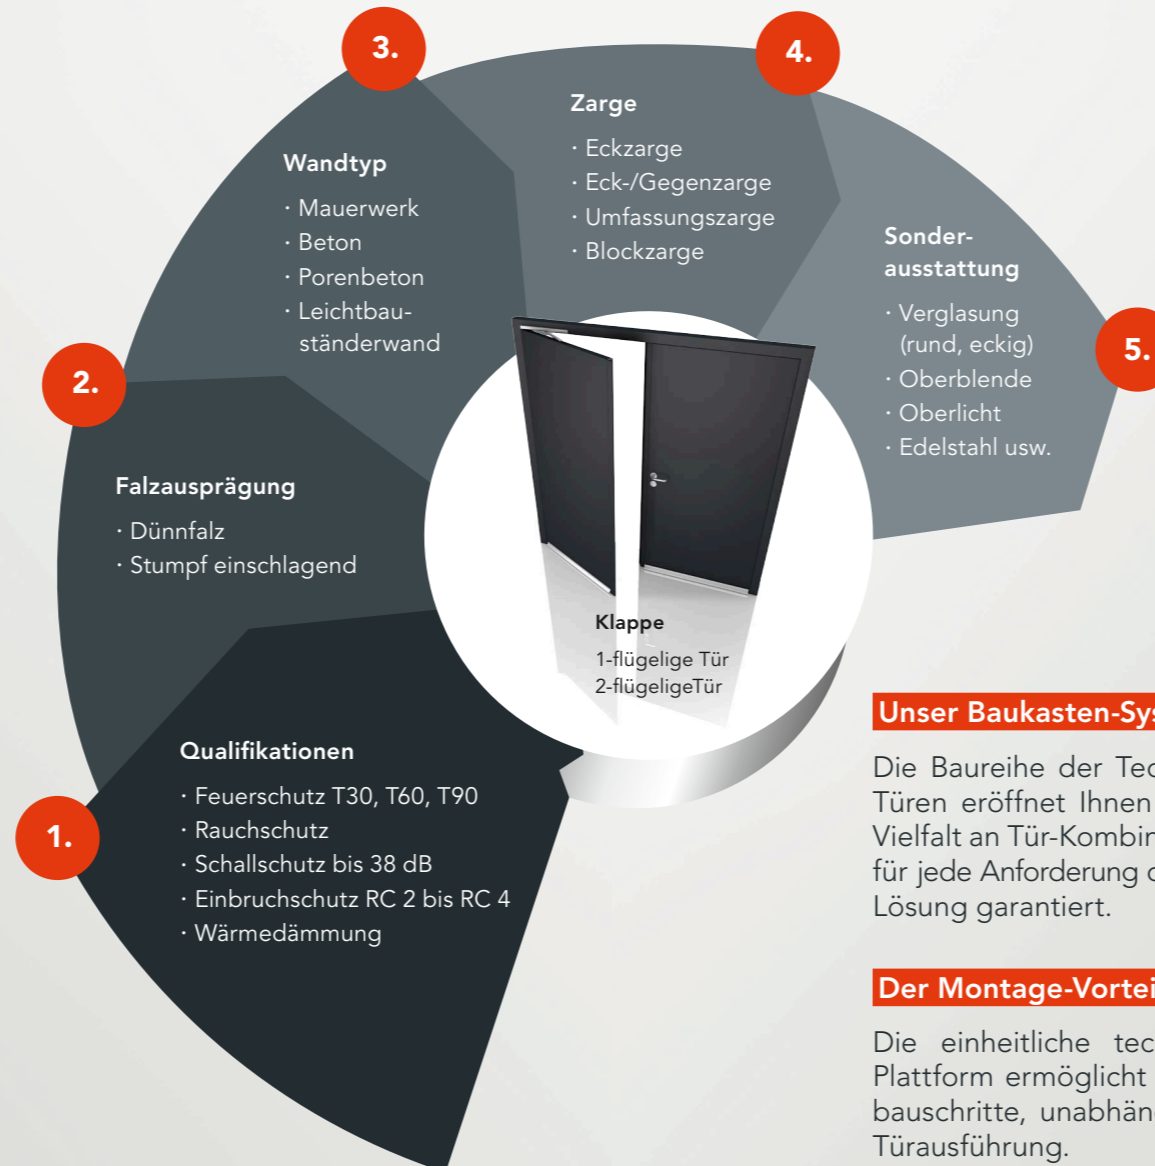 3.
4.
Zarge
· Eckzarge
· Eck-/Gegenzarge
· Umfassungszarge
· Blockzarge
Wandtyp
· Mauerwerk
· Beton
· Porenbeton
· Leichtbau-
ständerwand
Sonder-
ausstattung
· Verglasung
(rund, eckig)
· Oberblende
· Oberlicht
· Edelstahl usw.
5.
2.
Falzausprägung
· Dünnfalz
· Stumpf einschlagend
Klappe
1-flügelige Tür
2-flügeligeTür
1.
Qualifikationen
· Feuerschutz T30, T60, T90
· Rauchschutz
· Schallschutz bis 38 dB
· Einbruchschutz RC 2 bis RC 4
· Wärmedämmung
Unser Baukasten-Sys
Die Baureihe der Tec
Türen eröffnet Ihnen
Vielfalt an Tür-Kombin
für jede Anforderung
Lösung garantiert.
Der Montage-Vortei
Die einheitliche tec
Plattform ermöglicht
bauschritte, unabhän
Türausführung.